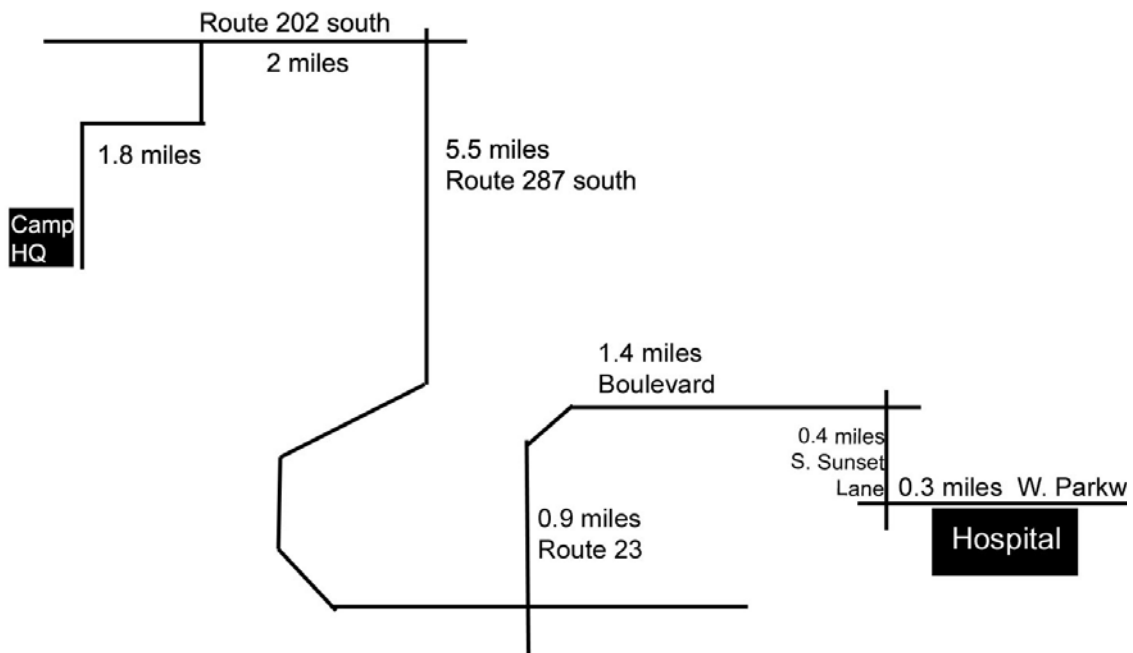 Route 202 south
2 miles
1.8 miles
5.5 miles
Route 287 south
Camp
HQ
1.4 miles
Boulevard
0.4 miles
S. Sunset
Lane
0.3 miles W. Parkw
0.9 miles
Route 23
Hospital